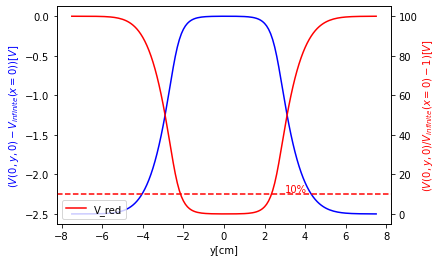 0.0
−0.5
−1.0
−1.5
−2.0
−2.5
(V(0, y, 0) − V_infinite(x = 0))[V]
100
80
60
40
20
0
(V(0, y, 0)/V_infinite(x = 0) − 1)[V]
10%
V_red
−8 −6 −4 −2 0 2 4 6 8
y[cm]